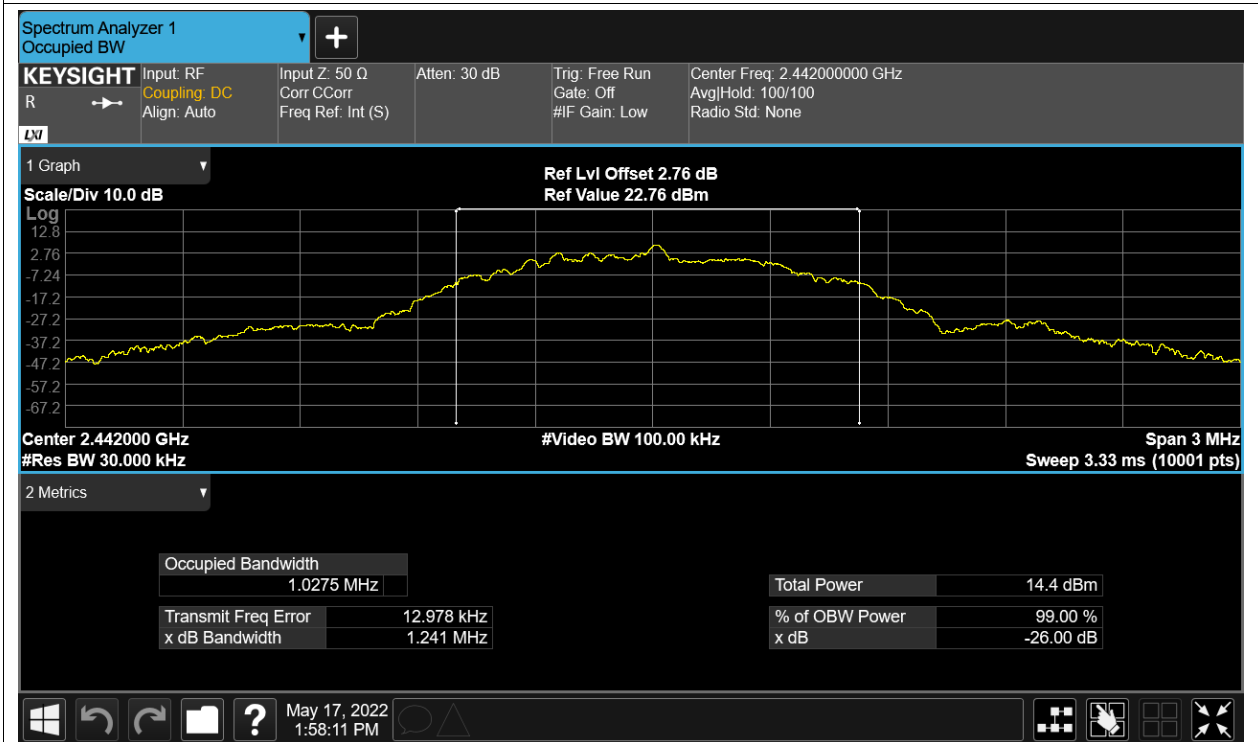 Spectrum Analyzer 1
Occupied BW
KEYSIGHT
R
LXI
Input: RF
Coupling: DC
Align: Auto
Input Z: 50 Ω
Corr CCorr
Freq Ref: Int (S)
Atten: 30 dB
Trig: Free Run
Gate: Off
#IF Gain: Low
Center Freq: 2.442000000 GHz
Avg|Hold: 100/100
Radio Std: None
1 Graph
Scale/Div 10.0 dB
Ref Lvl Offset 2.76 dB
Ref Value 22.76 dBm
Log
12.8
2.76
-7.24
-17.2
-27.2
-37.2
-47.2
-57.2
-67.2
Center 2.442000 GHz
#Res BW 30.000 kHz
#Video BW 100.00 kHz
Span 3 MHz
Sweep 3.33 ms (10001 pts)
2 Metrics
Occupied Bandwidth
1.0275 MHz
Transmit Freq Error 12.978 kHz
x dB Bandwidth 1.241 MHz
Total Power 14.4 dBm
% of OBW Power 99.00 %
x dB -26.00 dB
?
May 17, 2022
1:58:11 PM